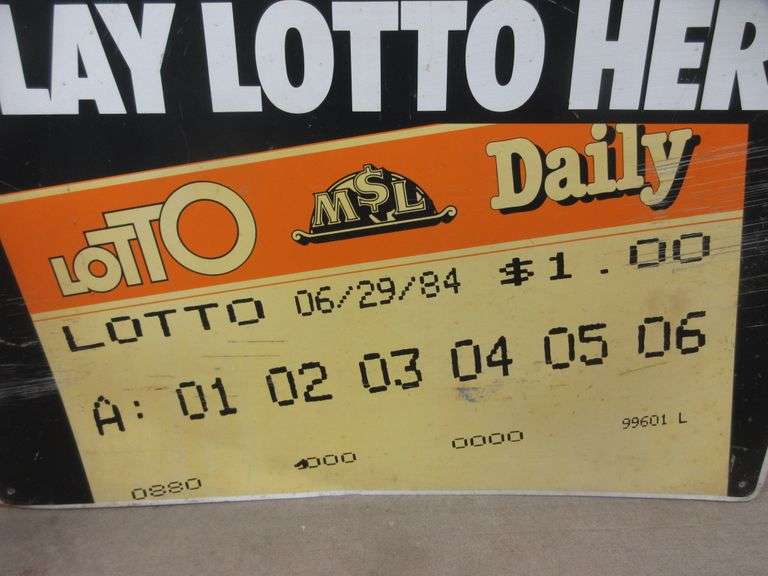 LAY LOTTO HER
LOTTO M$L Daily
LOTTO 06/29/84 $1.00
A: 01 02 03 04 05 06
0880 000 0000 99601 L